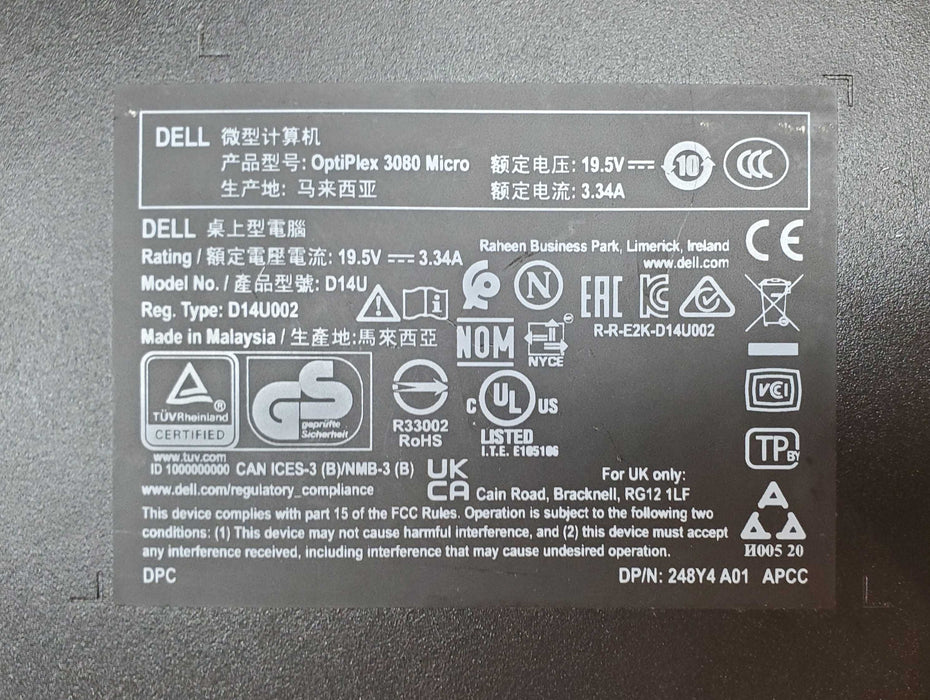 DELL 微型计算机
产品型号: OptiPlex 3080 Micro 额定电压: 19.5V 10 CCC
生产地: 马来西亚 额定电流: 3.34A
DELL 桌上型電腦
Rating / 額定電壓電流: 19.5V 3.34A
Raheen Business Park, Limerick, Ireland
www.dell.com
CE
Model No. / 產品型號: D14U
Reg. Type: D14U002
Made in Malaysia / 生產地:馬來西亞
N
EAC
KC
R-R-E2K-D14U002
NOM
NYCE
TÜVRheinland
CERTIFIED
www.tuv.com
ID 1000000000
GS
geprüfte
Sicherheit
R33002
RoHS
C UL US
LISTED
I.T.E. E105106
VCI
TP BY
CAN ICES-3 (B)/NMB-3 (B)
UK
CA
For UK only:
Cain Road, Bracknell, RG12 1LF
www.dell.com/regulatory_compliance
This device complies with part 15 of the FCC Rules. Operation is subject to the following two
conditions: (1) This device may not cause harmful interference, and (2) this device must accept
any interference received, including interference that may cause undesired operation.
И005 20
DPC
DP/N: 248Y4 A01 APCC